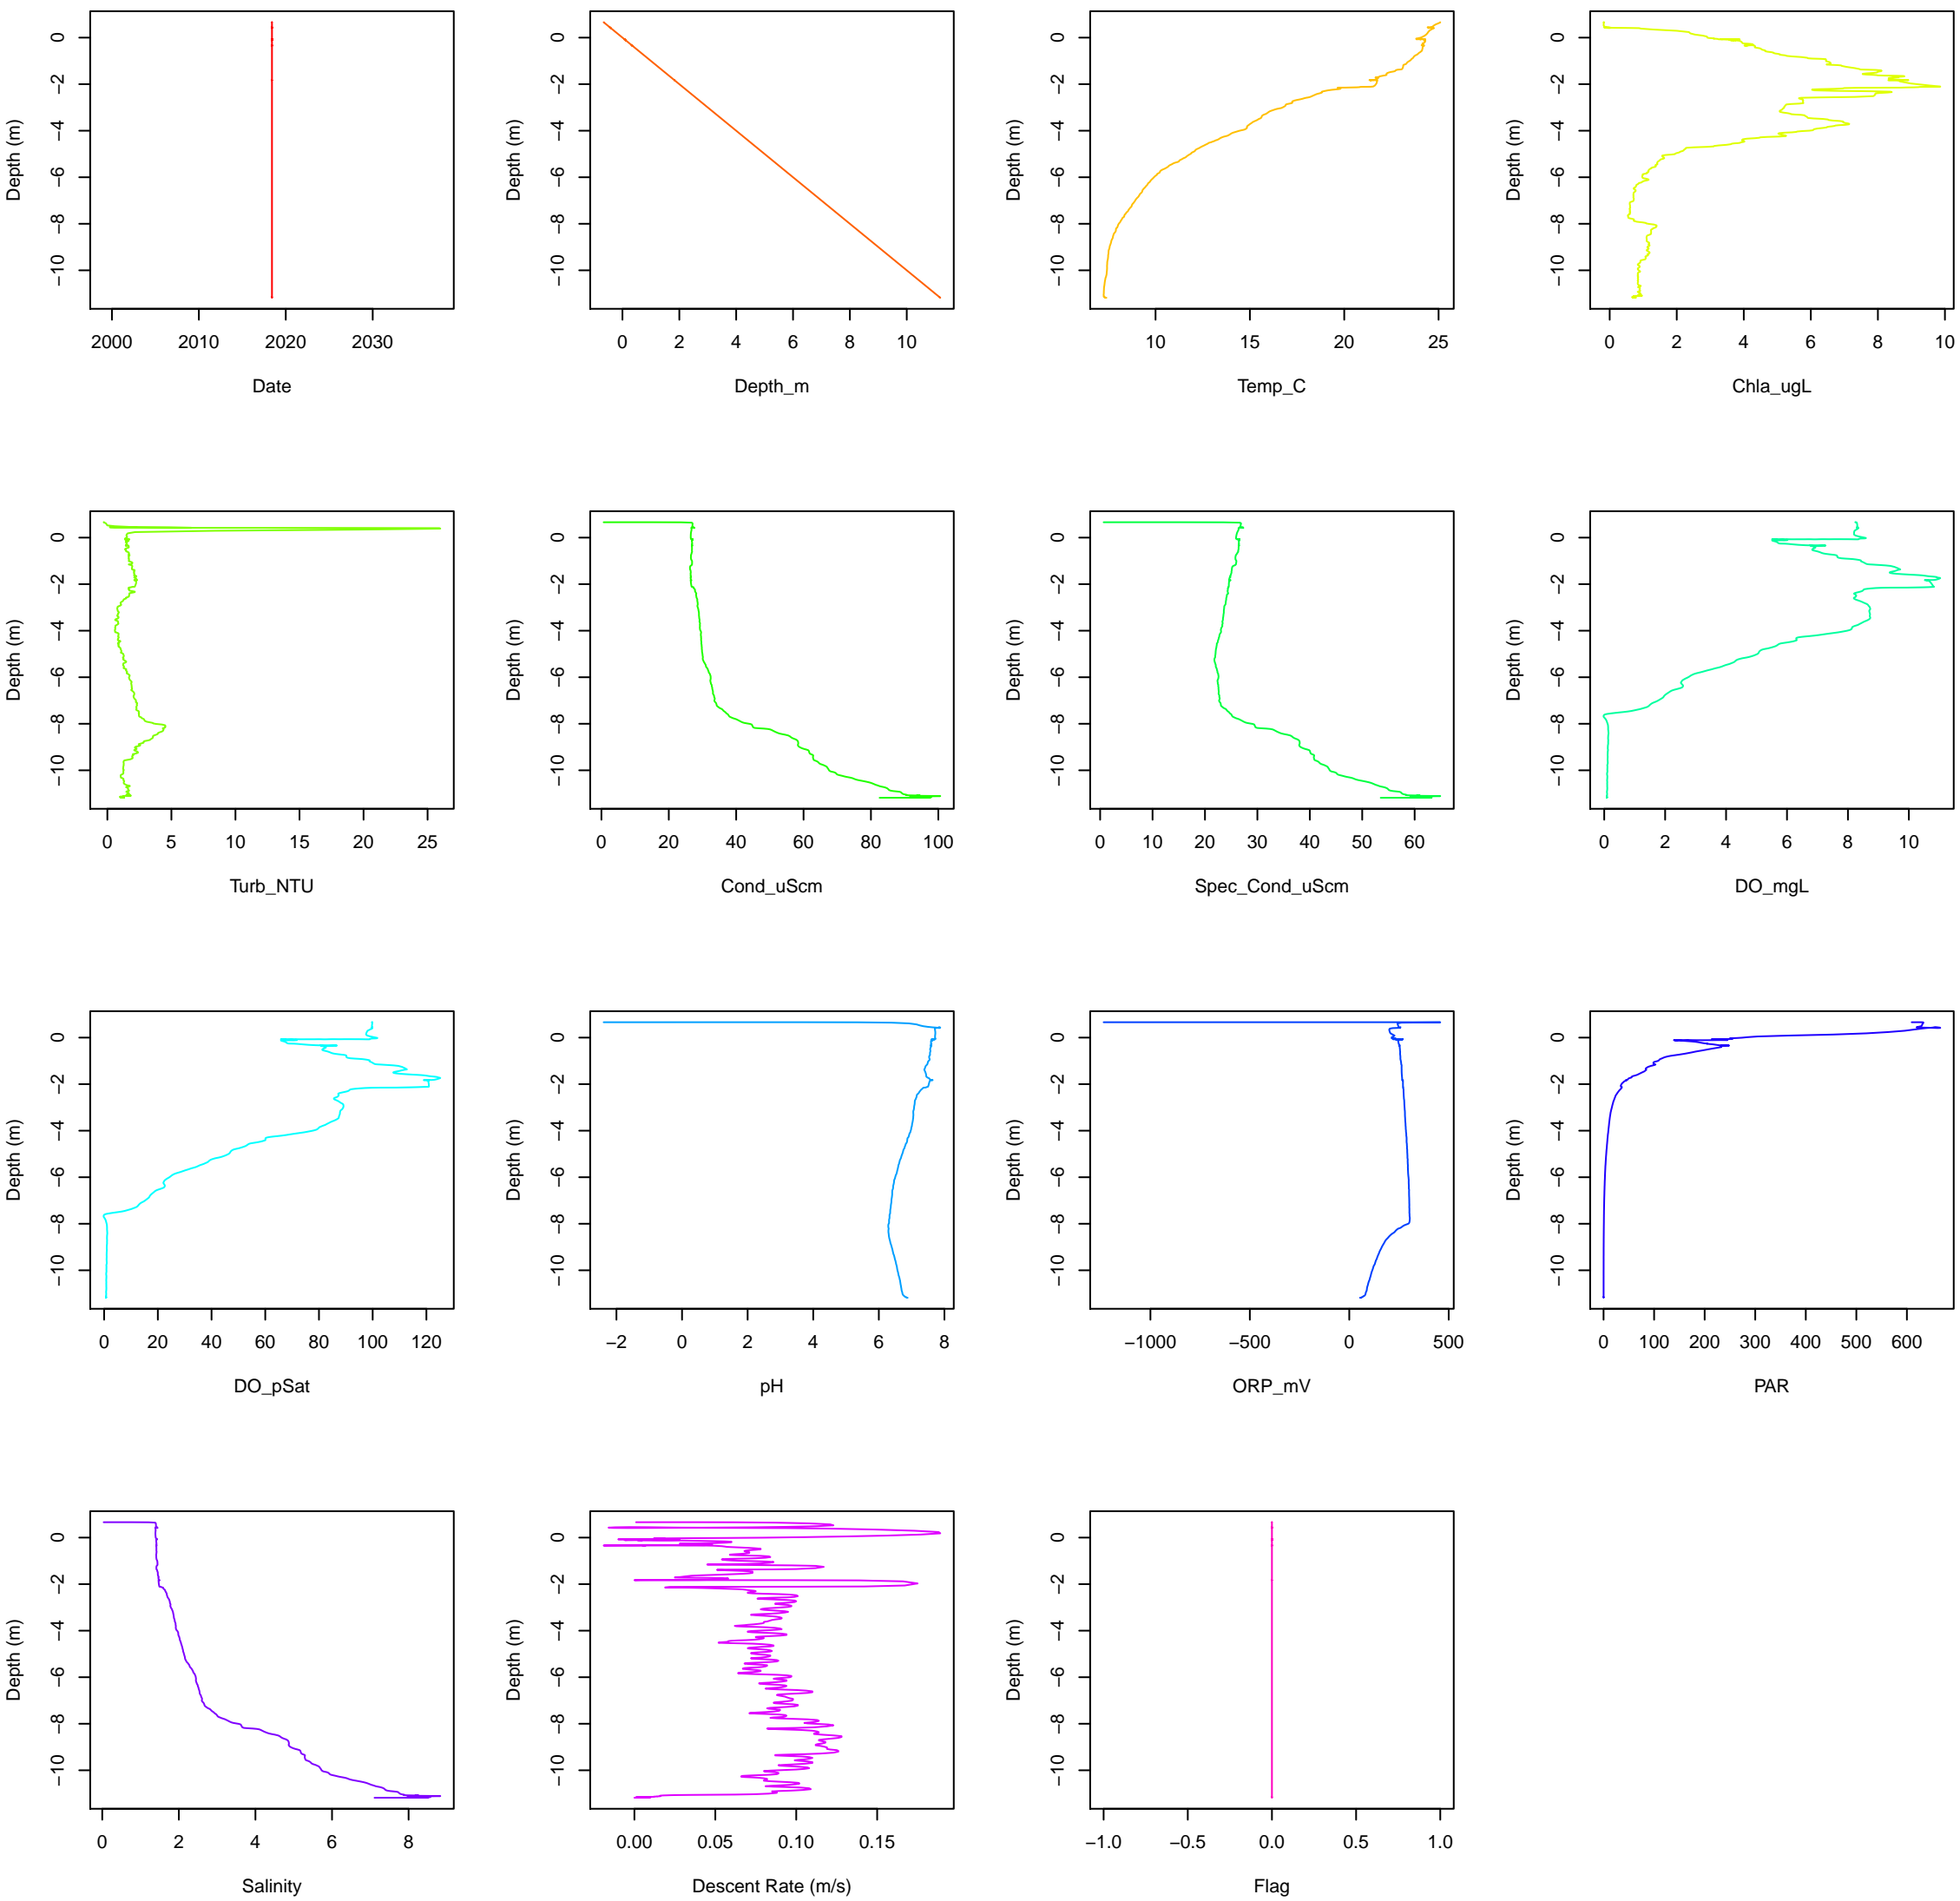 Depth (m)
0
−2
−4
−6
−8
−10
2000 2010 2020 2030
Date
Depth (m)
0
−2
−4
−6
−8
−10
0 2 4 6 8 10
Depth_m
Depth (m)
0
−2
−4
−6
−8
−10
10 15 20 25
Temp_C
Depth (m)
0
−2
−4
−6
−8
−10
0 2 4 6 8 10
Chla_ugL
Depth (m)
0
−2
−4
−6
−8
−10
0 5 10 15 20 25
Turb_NTU
Depth (m)
0
−2
−4
−6
−8
−10
0 20 40 60 80 100
Cond_uScm
Depth (m)
0
−2
−4
−6
−8
−10
0 10 20 30 40 50 60
Spec_Cond_uScm
Depth (m)
0
−2
−4
−6
−8
−10
0 2 4 6 8 10
DO_mgL
Depth (m)
0
−2
−4
−6
−8
−10
0 20 40 60 80 100 120
DO_pSat
Depth (m)
0
−2
−4
−6
−8
−10
−2 0 2 4 6 8
pH
Depth (m)
0
−2
−4
−6
−8
−10
−1000 −500 0 500
ORP_mV
Depth (m)
0
−2
−4
−6
−8
−10
0 100 200 300 400 500 600
PAR
Depth (m)
0
−2
−4
−6
−8
−10
0 2 4 6 8
Salinity
Depth (m)
0
−2
−4
−6
−8
−10
0.00 0.05 0.10 0.15
Descent Rate (m/s)
Depth (m)
0
−2
−4
−6
−8
−10
−1.0 −0.5 0.0 0.5 1.0
Flag